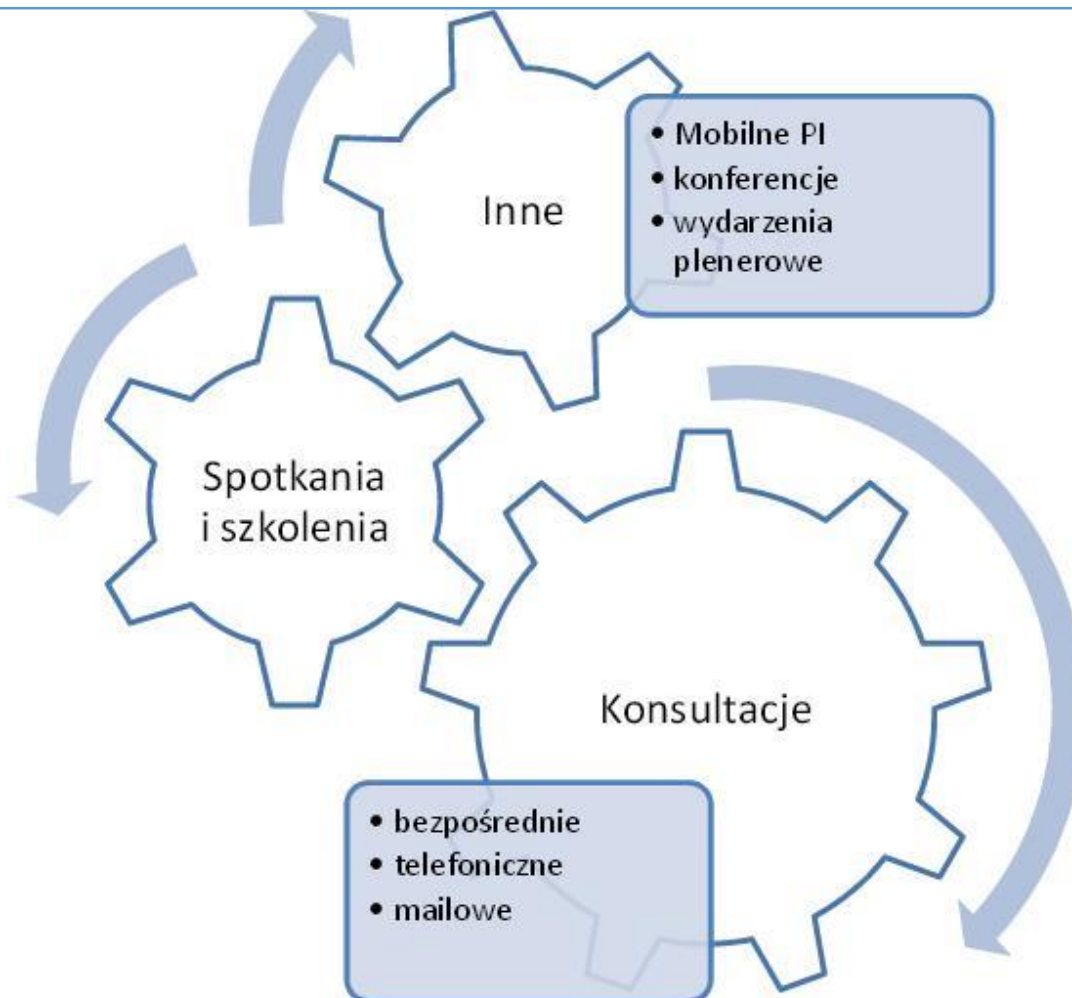 Inne
• Mobilne PI
• konferencje
• wydarzenia
plenerowe
Spotkania
i szkolenia
Konsultacje
• bezpośrednie
• telefoniczne
• mailowe